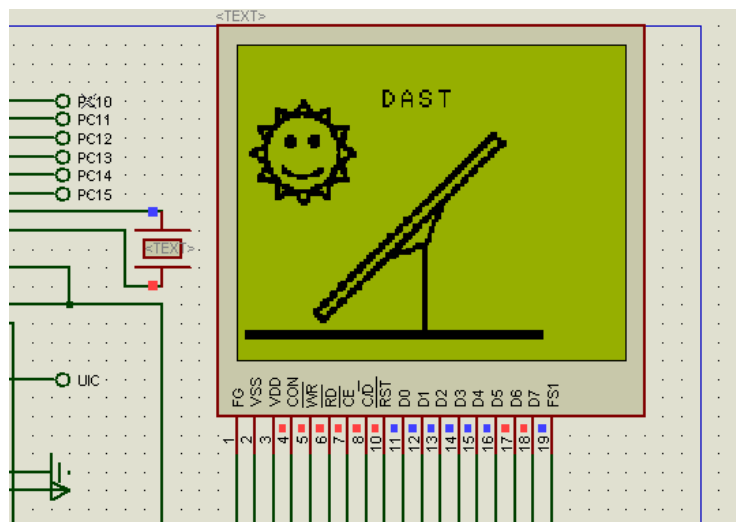 <TEXT>
DAST
PC10
PC11
PC12
PC13
PC14
PC15
<TEXT>
UIC
FG
VSS
VDD
CON
WR
RD
CE
C/D
RST
D0
D1
D2
D3
D4
D5
D6
D7
FS1
1
2
3
4
5
6
7
8
10
11
12
13
14
15
16
17
18
19